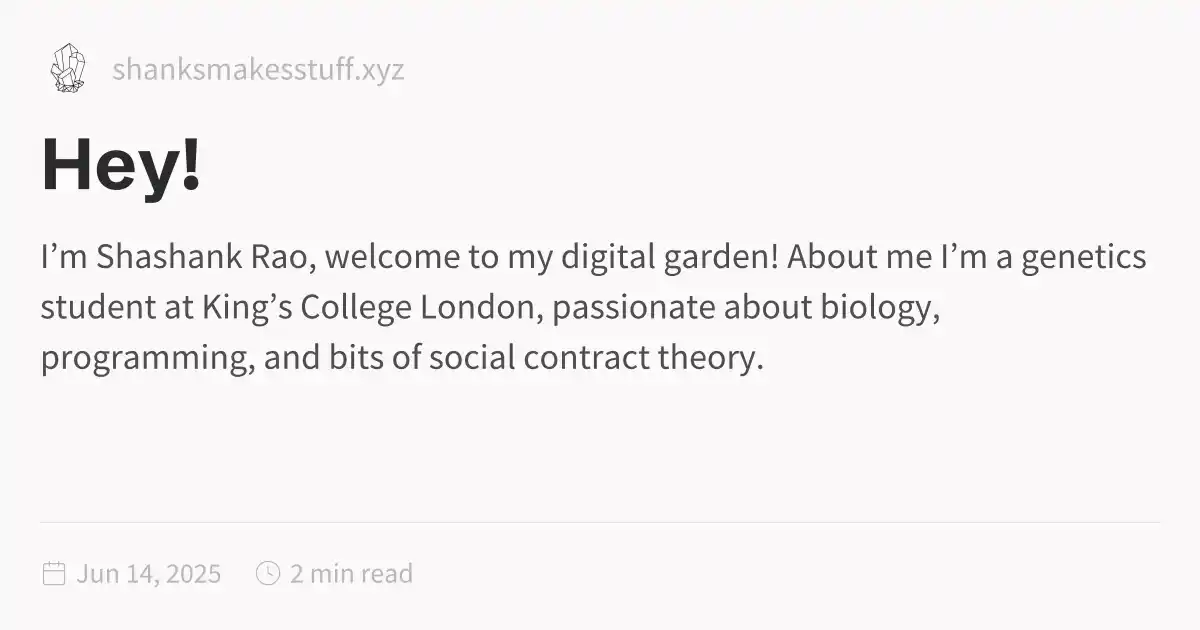 shanksmakesstuff.xyz
Hey!
I’m Shashank Rao, welcome to my digital garden! About me I’m a genetics
student at King’s College London, passionate about biology,
programming, and bits of social contract theory.
Jun 14, 2025 2 min read